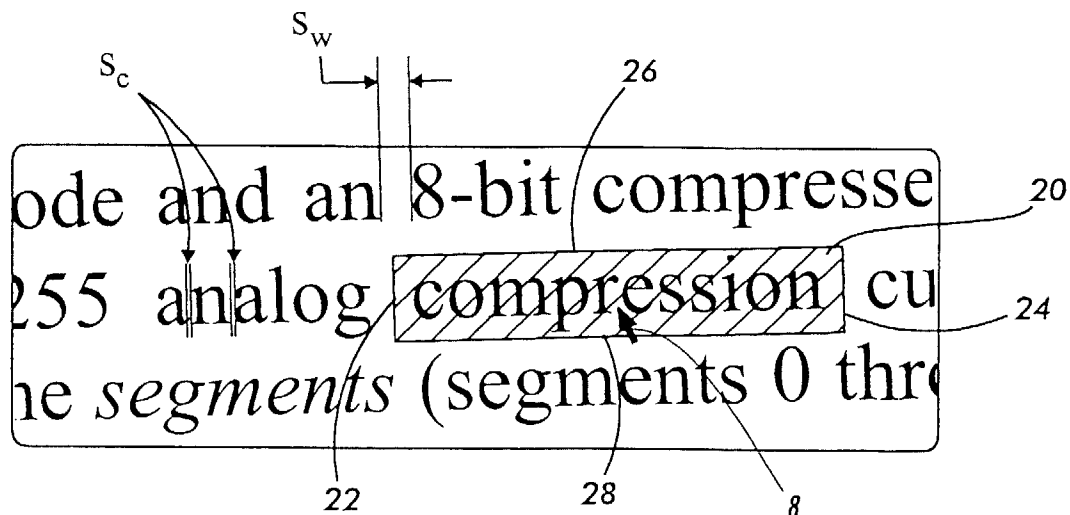 S_w
S_c
26
ode and an 8-bit compresse
20
255 analog compression cu
24
ne segments (segments 0 thro
22
28
8